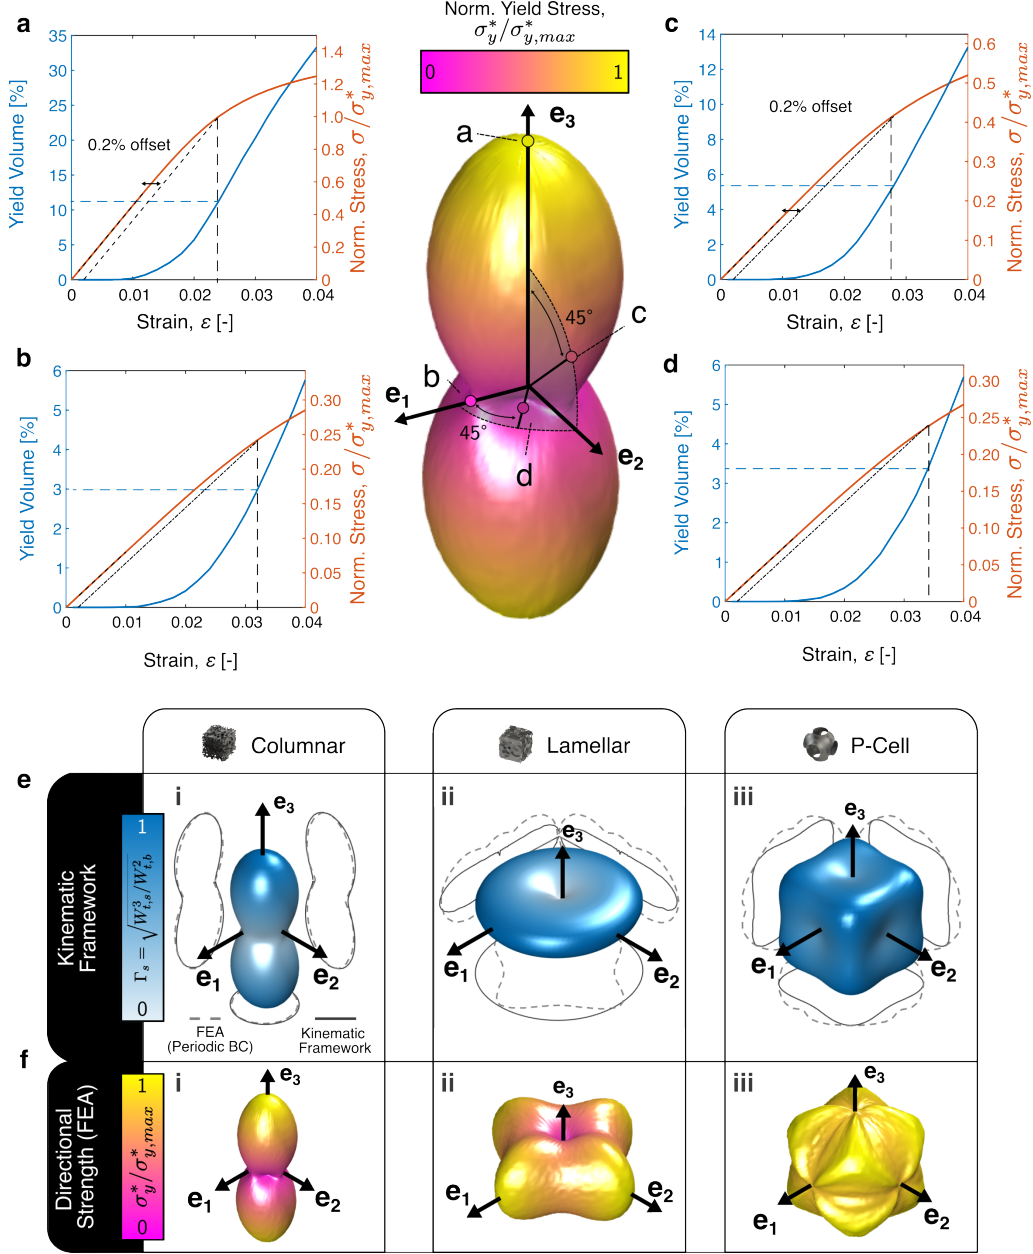 a
Yield Volume [%]
35
30
25
20
15
10
5
0
0.2% offset
11
0
0.01
0.02
0.03
0.04
Strain, ε [-]
1.4
1.2
1.0
0.8
0.6
0.4
0.2
0
Norm. Stress, σ/σ*y,max
Norm. Yield Stress,
σ*y/σ*y,max
0
1
e3
a
45°
c
b
e1
45°
d
e2
c
Yield Volume [%]
14
12
10
8
6
4
2
0
0.2% offset
0
0.01
0.02
0.03
0.04
Strain, ε [-]
0.6
0.5
0.4
0.3
0.2
0.1
0
Norm. Stress, σ/σ*y,max
b
Yield Volume [%]
6
5
4
3
2
1
0
0
0.01
0.02
0.03
0.04
Strain, ε [-]
0.30
0.25
0.20
0.15
0.10
0.05
0
Norm. Stress, σ/σ*y,max
d
Yield Volume [%]
6
5
4
3
2
1
0
0
0.01
0.02
0.03
0.04
Strain, ε [-]
0.30
0.25
0.20
0.15
0.10
0.05
0
Norm. Stress, σ/σ*y,max
Columnar
Lamellar
P-Cell
e
Kinematic
Framework
1
Γs = √W³t,s/W²t,b
0
i
e3
e1
e2
FEA
(Periodic BC)
Kinematic
Framework
ii
e3
e1
e2
iii
e3
e1
e2
f
Directional
Strength (FEA)
1
σ*y/σ*y,max
0
i
e3
e1
e2
ii
e3
e1
e2
iii
e3
e1
e2